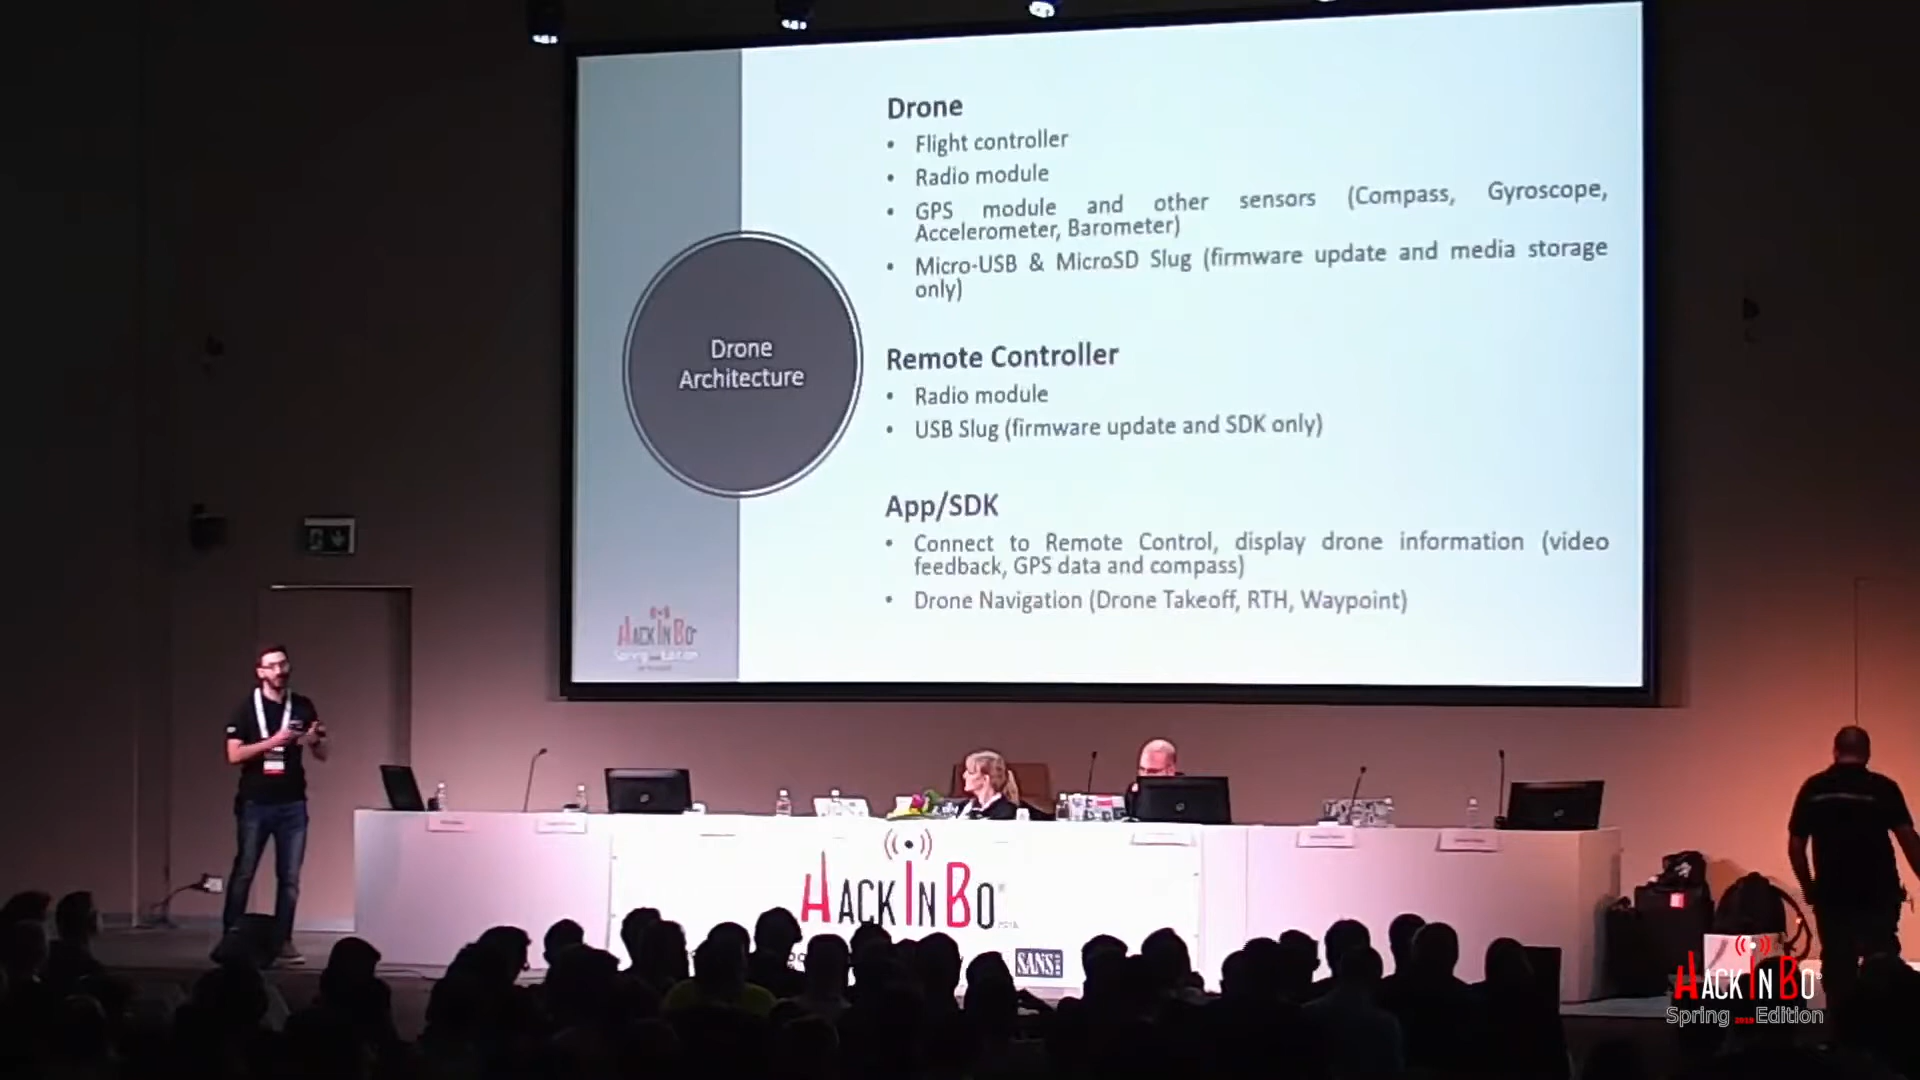 Drone
• Flight controller
• Radio module
• GPS module and other sensors (Compass, Gyroscope,
Accelerometer, Barometer)
• Micro-USB & MicroSD Slug (firmware update and media storage
only)
Drone
Architecture
Remote Controller
• Radio module
• USB Slug (firmware update and SDK only)
App/SDK
• Connect to Remote Control, display drone information (video
feedback, GPS data and compass)
• Drone Navigation (Drone Takeoff, RTH, Waypoint)
HACKINBO
Spring Edition
HACKINBO®
SANS
HACKINBO®
Spring 2018 Edition